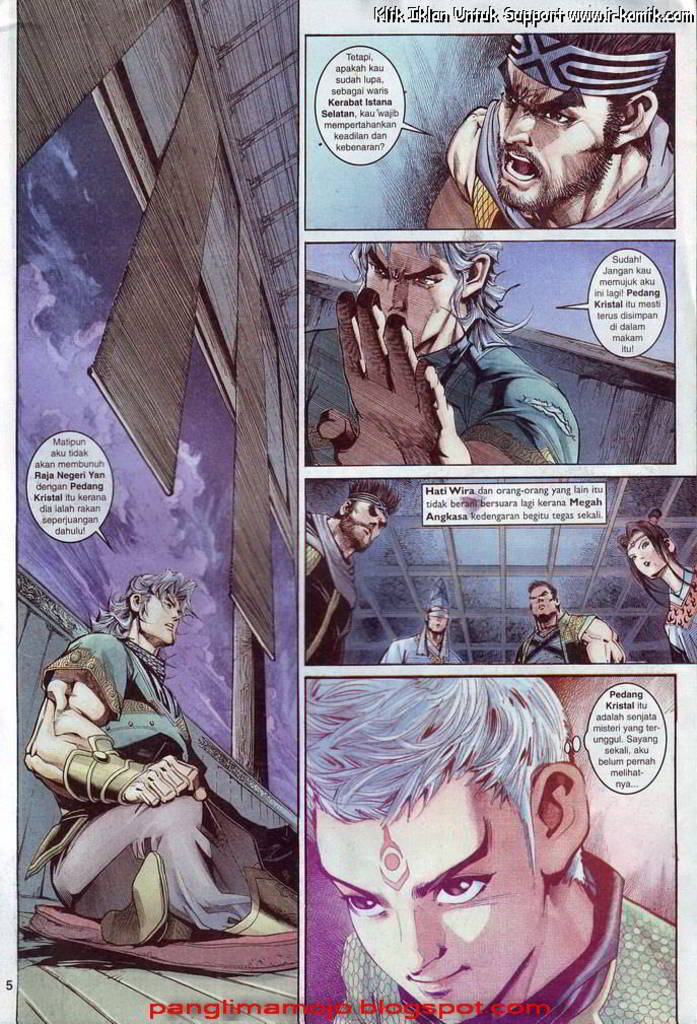 Klik Iklan Untuk Support www.ir-komik.com
Matipun
aku tidak
akan membunuh
Raja Negeri Yan
dengan Pedang
Kristal itu kerana
dia ialah rakan
seperjuangan
dahulu!
Tetapi,
apakah kau
sudah lupa,
sebagai waris
Kerabat Istana
Selatan, kau wajib
mempertahankan
keadilan dan
kebenaran?
Sudah!
Jangan kau
memujuk aku
ini lagi! Pedang
Kristal itu mesti
terus disimpan
di dalam
makam
itu!
Hati Wira dan orang-orang yang lain itu
tidak berani bersuara lagi kerana Megah
Angkasa kedengaran begitu tegas sekali.
Pedang
Kristal itu
adalah senjata
misteri yang ter-
unggul. Sayang
sekali, aku
belum pernah
melihat-
nya...
5
panglimamojo.blogspot.com